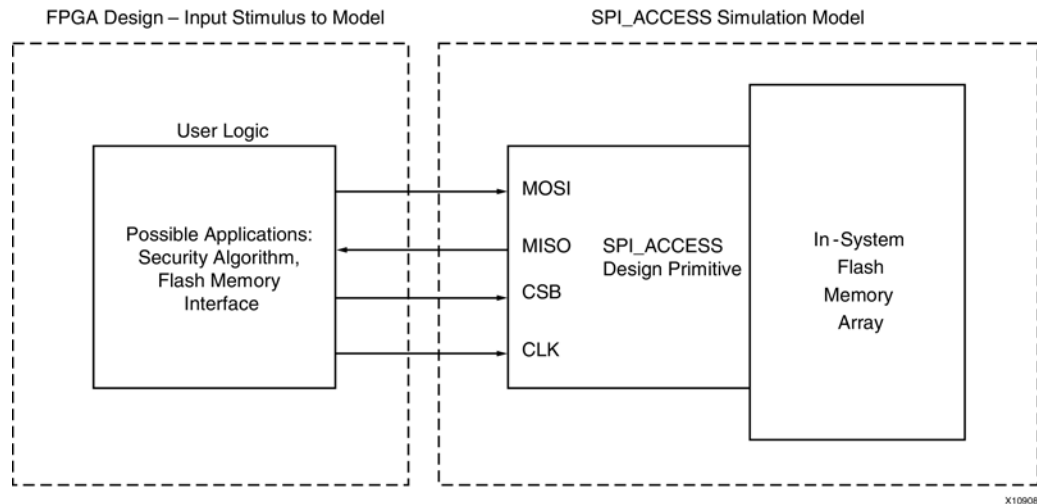 FPGA Design – Input Stimulus to Model
SPI_ACCESS Simulation Model
User Logic
Possible Applications:
Security Algorithm,
Flash Memory
Interface
MOSI
MISO
CSB
CLK
SPI_ACCESS
Design Primitive
In-System
Flash
Memory
Array
X10908